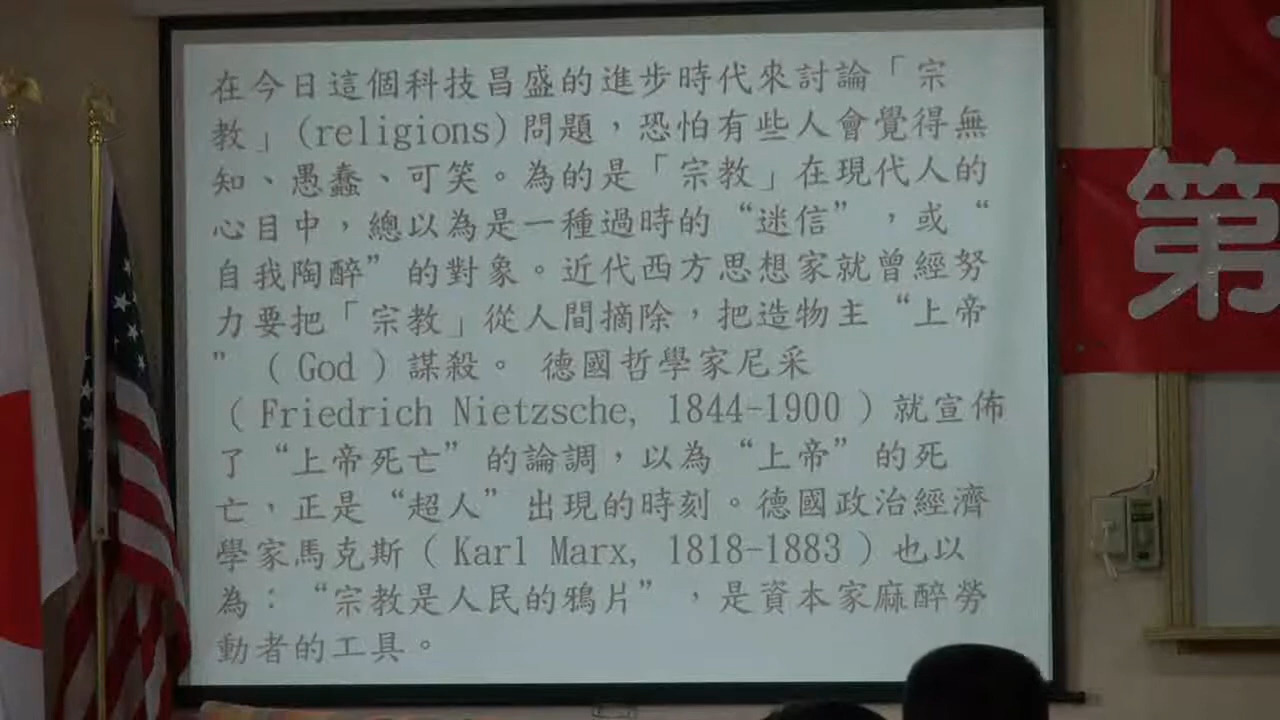 在今日這個科技昌盛的進步時代來討論「宗
教」(religions)問題，恐怕有些人會覺得無
知、愚蠢、可笑。為的是「宗教」在現代人的
心目中，總以為是一種過時的“迷信”，或“
自我陶醉”的對象。近代西方思想家就曾經努
力要把「宗教」從人間摘除，把造物主“上帝
”（God）謀殺。 德國哲學家尼采
（Friedrich Nietzsche, 1844-1900）就宣佈
了“上帝死亡”的論調，以為“上帝”的死
亡，正是“超人”出現的時刻。德國政治經濟
學家馬克斯（Karl Marx, 1818-1883）也以
為：“宗教是人民的鴉片”，是資本家麻醉勞
動者的工具。
第